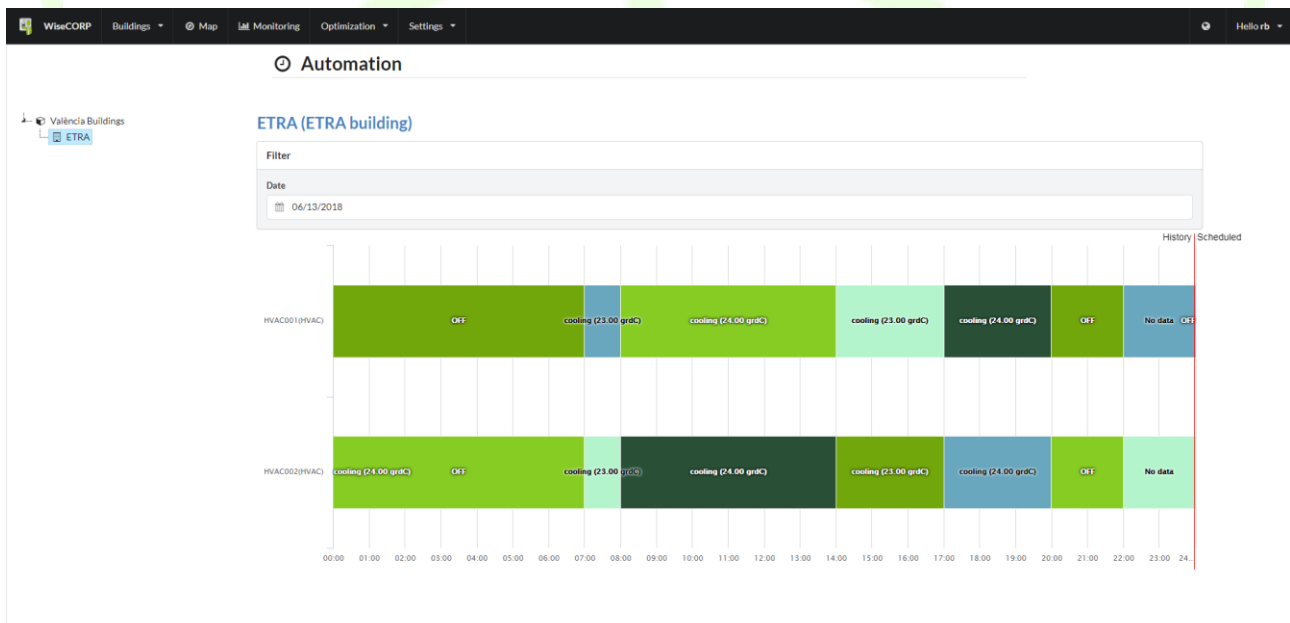 WiseCORP Buildings Map Monitoring Optimization Settings Hello rb
Automation
València Buildings
ETRA
ETRA (ETRA building)
Filter
Date
06/13/2018
History Scheduled
HVAC001(HVAC) OFF cooling (23.00 grdC) cooling (24.00 grdC) cooling (23.00 grdC) cooling (24.00 grdC) OFF No data OFF
HVAC002(HVAC) cooling (24.00 grdC) OFF cooling (23.00 grdC) cooling (24.00 grdC) cooling (23.00 grdC) cooling (24.00 grdC) OFF No data
00:00 01:00 02:00 03:00 04:00 05:00 06:00 07:00 08:00 09:00 10:00 11:00 12:00 13:00 14:00 15:00 16:00 17:00 18:00 19:00 20:00 21:00 22:00 23:00 24...